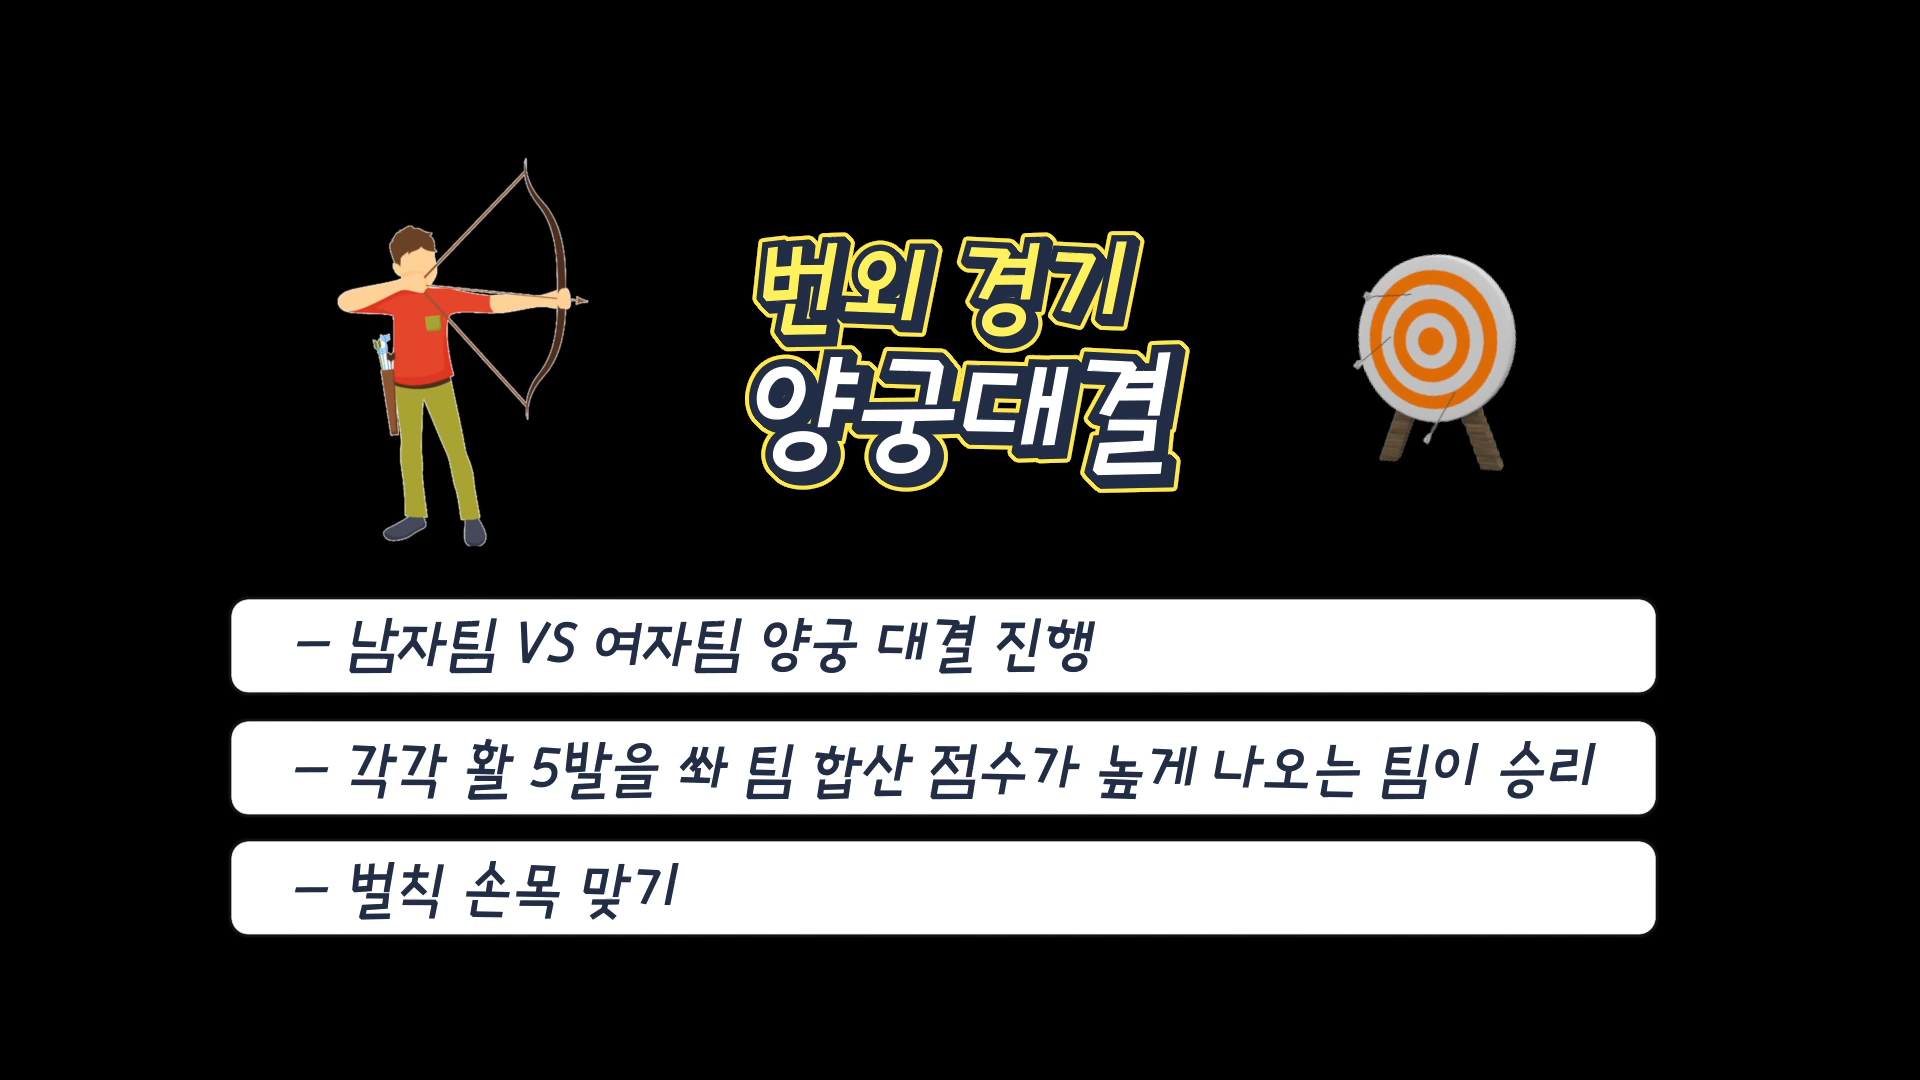 번외 경기
양궁대결
- 남자팀 VS 여자팀 양궁 대결 진행
- 각각 활 5발을 쏴 팀 합산 점수가 높게 나오는 팀이 승리
- 벌칙 손목 맞기